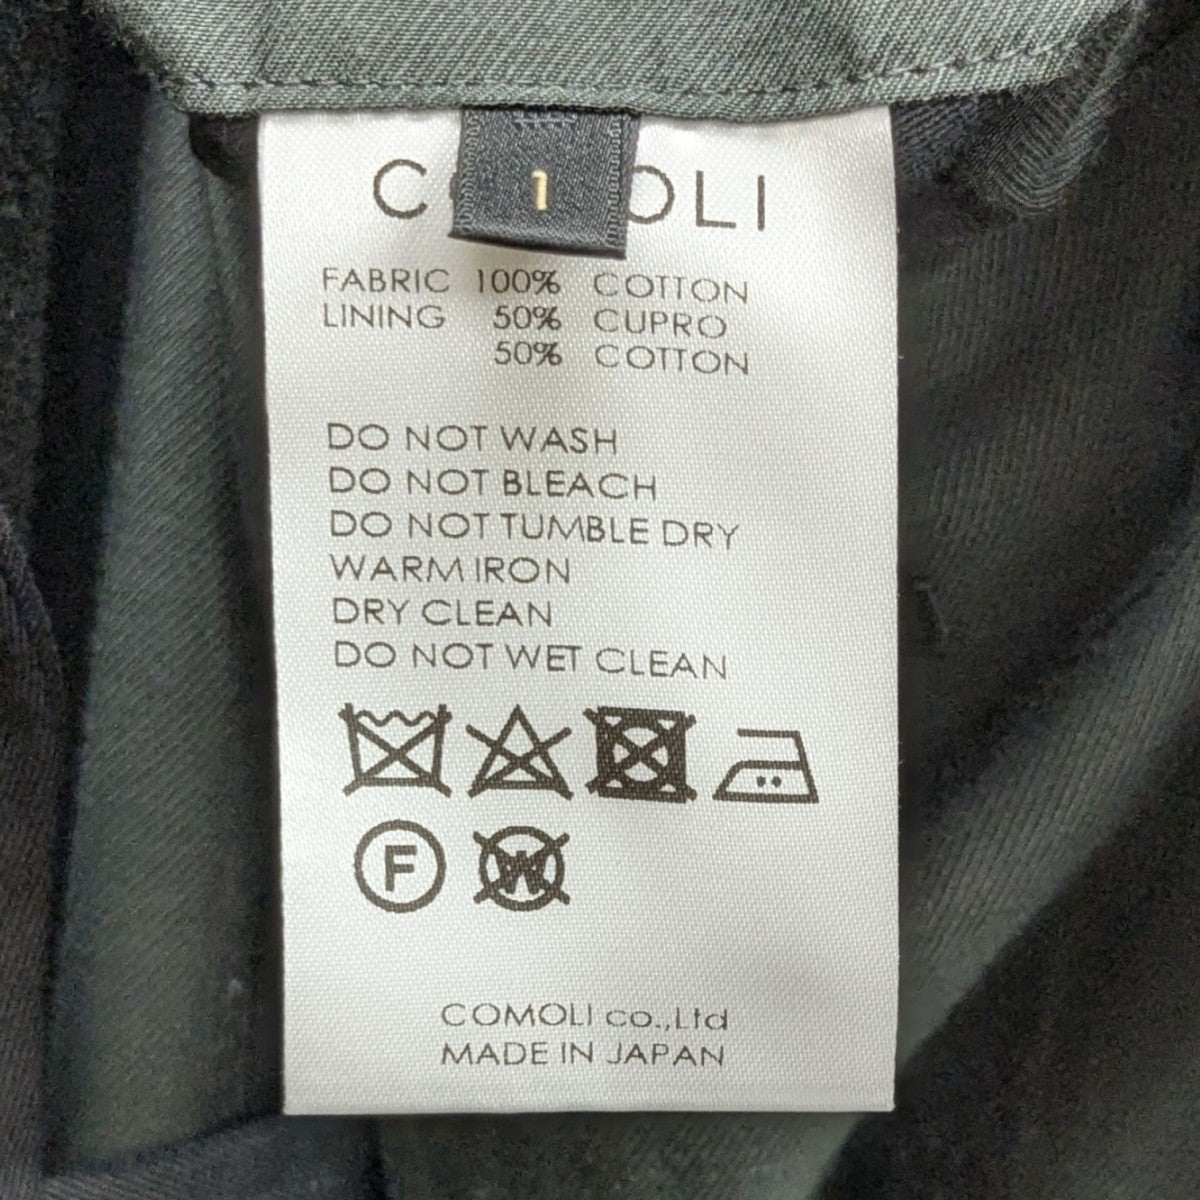 1
COMOLI
FABRIC 100% COTTON
LINING 50% CUPRO
50% COTTON
DO NOT WASH
DO NOT BLEACH
DO NOT TUMBLE DRY
WARM IRON
DRY CLEAN
DO NOT WET CLEAN
F W
COMOLI co.,Ltd
MADE IN JAPAN